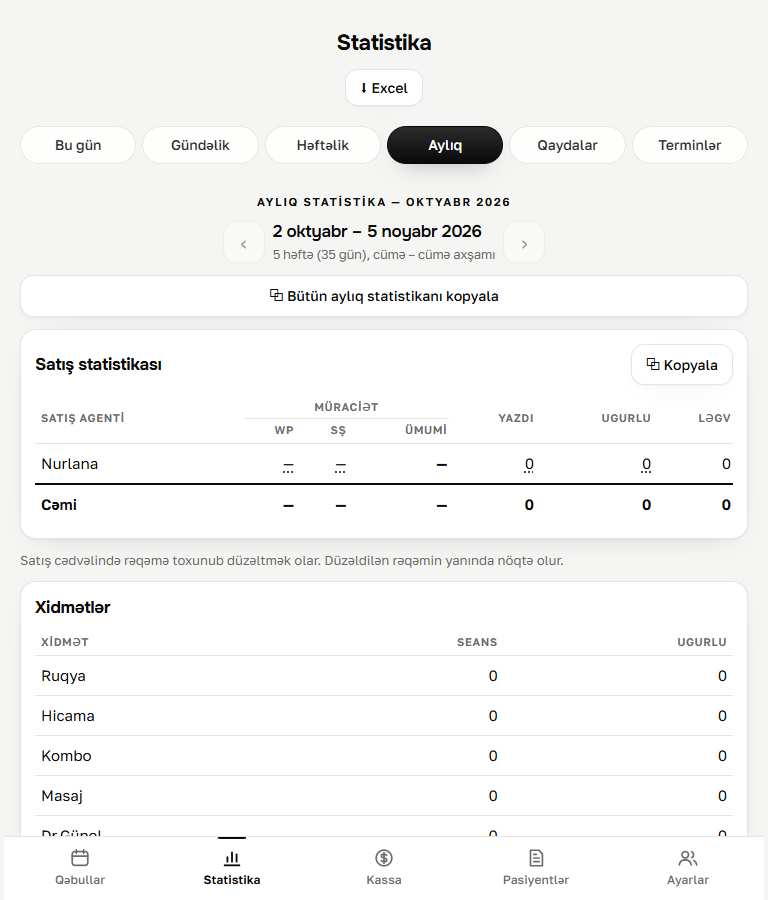 Statistika
⭳ Excel
Bu gün
Gündəlik
Həftəlik
Aylıq
Qaydalar
Terminlər
AYLIQ STATİSTİKA — OKTYABR 2026
‹
2 oktyabr – 5 noyabr 2026
5 həftə (35 gün), cümə – cümə axşamı
›
Bütün aylıq statistikanı kopyala
Satış statistikası
Kopyala
SATIŞ AGENTİ MÜRACİƏT YAZDI UGURLU LƏGV
WP SŞ ÜMUMİ
Nurlana — — — 0 0 0
Cəmi — — — 0 0 0
Satış cədvəlində rəqəmə toxunub düzəltmək olar. Düzəldilən rəqəmin yanında nöqtə olur.
Xidmətlər
XİDMƏT SEANS UGURLU
Ruqya 0 0
Hicama 0 0
Kombo 0 0
Masaj 0 0
Dr.Günel 0 0
Qəbullar
Statistika
Kassa
Pasiyentlər
Ayarlar